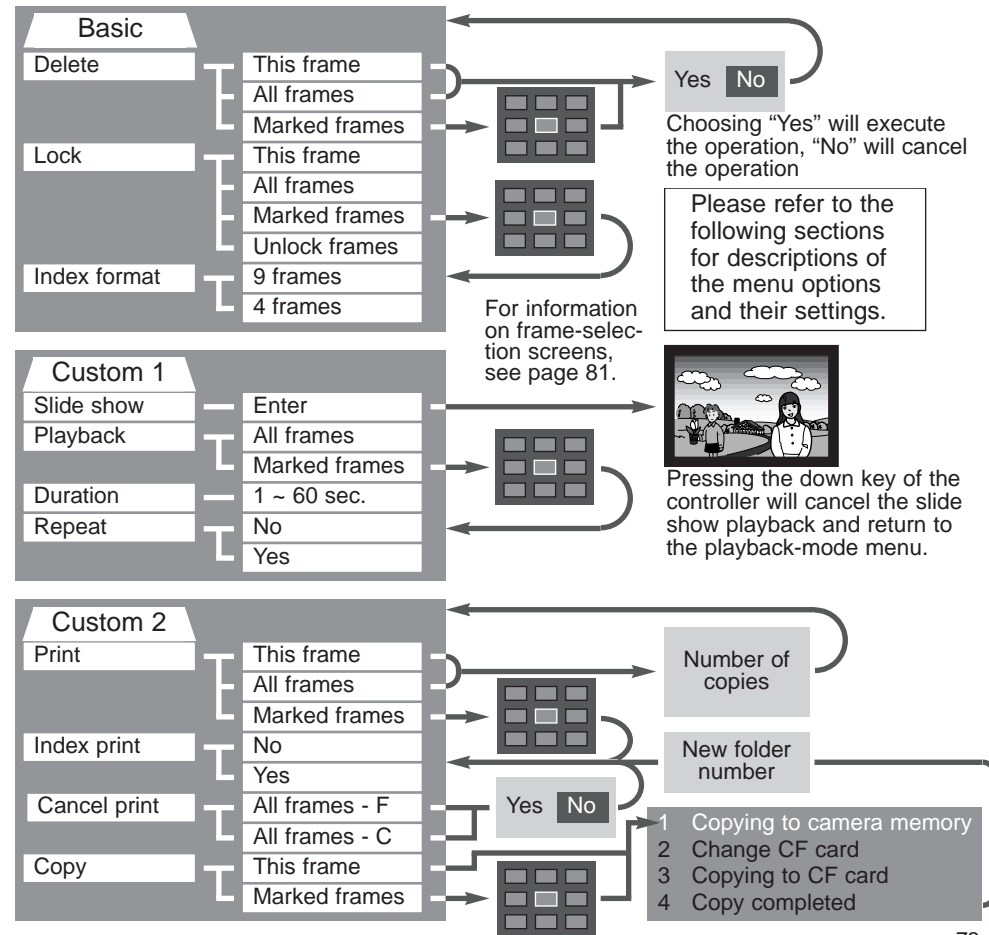 Basic
Delete
This frame
All frames
Marked frames
Lock
This frame
All frames
Marked frames
Unlock frames
Index format
9 frames
4 frames
Yes No
Choosing “Yes” will execute
the operation, “No” will cancel
the operation
Please refer to the
following sections
for descriptions of
the menu options
and their settings.
For information
on frame-selec-
tion screens,
see page 81.
Custom 1
Slide show
Enter
Playback
All frames
Marked frames
Duration
1 ~ 60 sec.
Repeat
No
Yes
Pressing the down key of the
controller will cancel the slide
show playback and return to
the playback-mode menu.
Custom 2
Print
This frame
All frames
Marked frames
Index print
No
Yes
Cancel print
All frames - F
All frames - C
Copy
This frame
Marked frames
Number of
copies
New folder
number
Yes No
1 Copying to camera memory
2 Change CF card
3 Copying to CF card
4 Copy completed